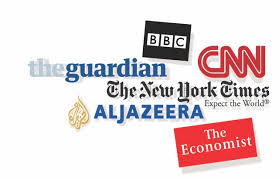 BBC
CNN
theguardian
The New York Times
Expect the World®
ALJAZEERA
The
Economist